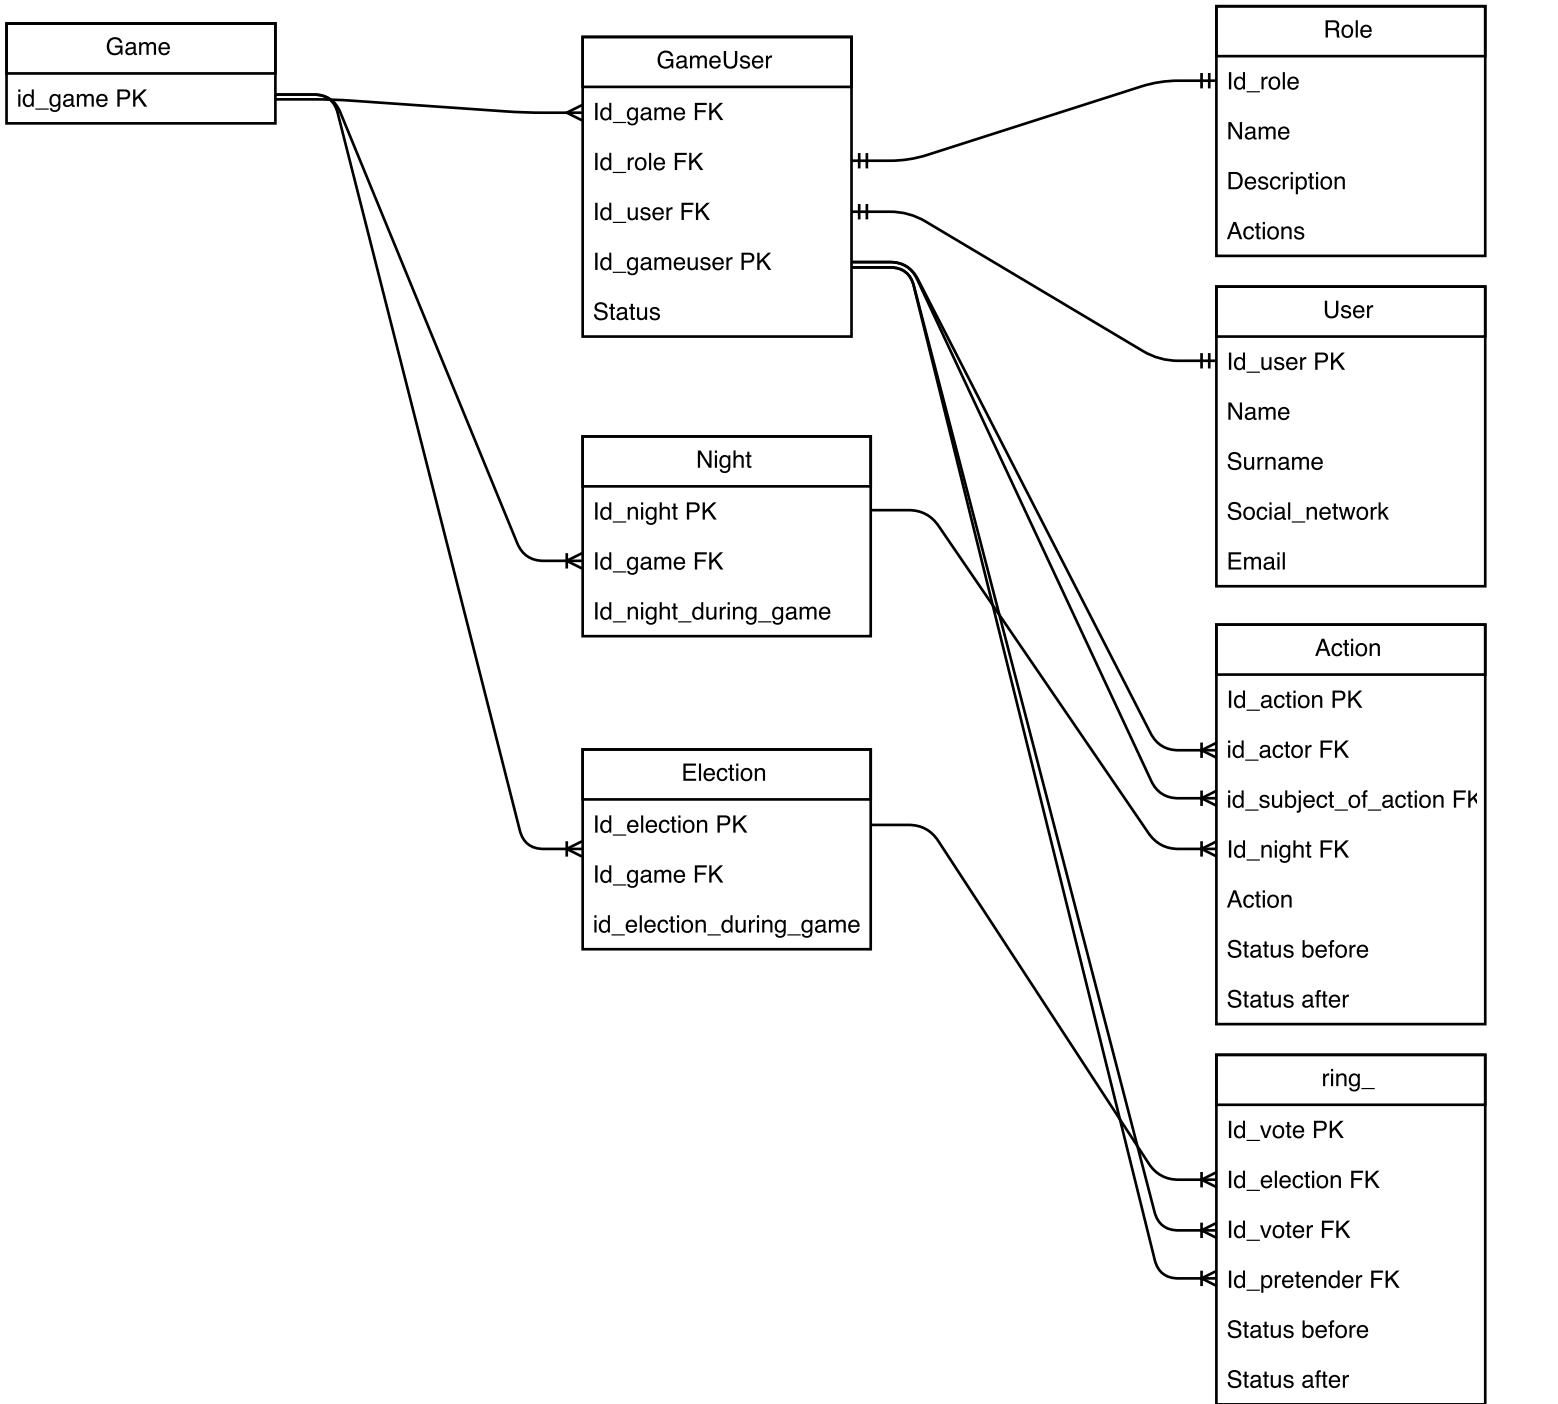 Game
id_game PK
GameUser
Id_game FK
Id_role FK
Id_user FK
Id_gameuser PK
Status
Night
Id_night PK
Id_game FK
Id_night_during_game
Election
Id_election PK
Id_game FK
id_election_during_game
Role
Id_role
Name
Description
Actions
User
Id_user PK
Name
Surname
Social_network
Email
Action
Id_action PK
id_actor FK
id_subject_of_action FK
Id_night FK
Action
Status before
Status after
ring_
Id_vote PK
Id_election FK
Id_voter FK
Id_pretender FK
Status before
Status after